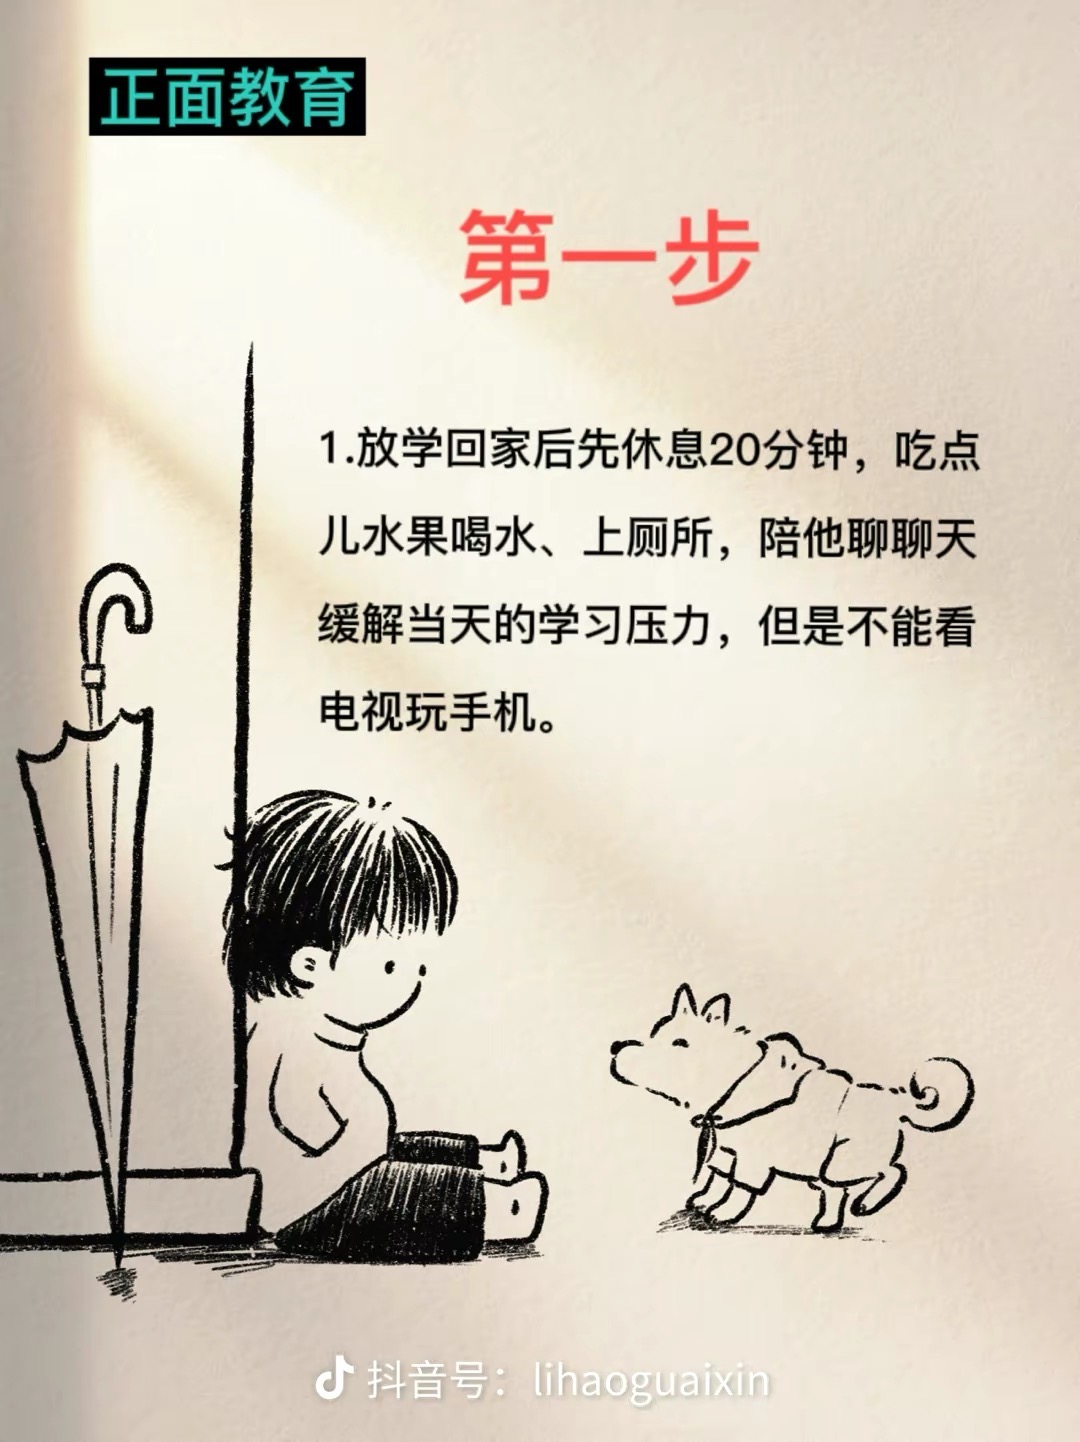 正面教育
第一步
1.放学回家后先休息20分钟，吃点
儿水果喝水、上厕所，陪他聊聊天
缓解当天的学习压力，但是不能看
电视玩手机。
抖音号：lihaoguaixin